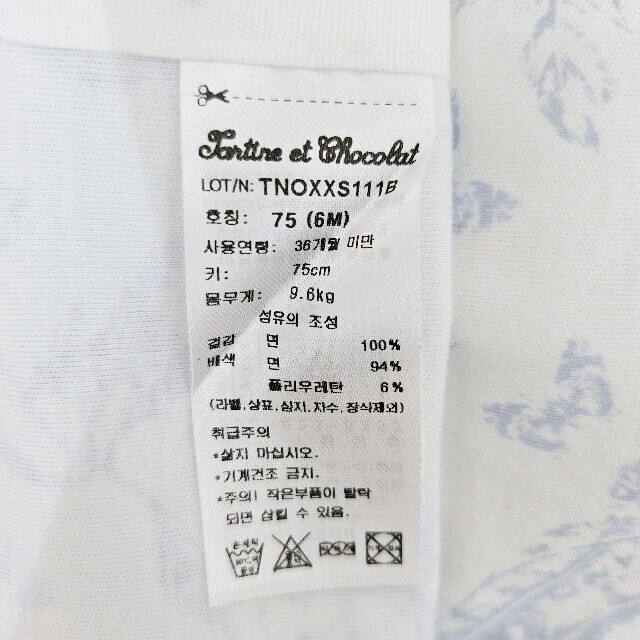 Tartine et Chocolat
LOT/N: TNOXXS111B
호칭: 75 (6M)
사용연령: 36개월 미만
키: 75cm
몸무게: 9.6kg
섬유의 조성
겉감 면 100%
배색 면 94%
폴리우레탄 6%
(라벨,상표,심지,자수,장식제외)
취급주의
*삶지 마십시오.
*기계건조 금지.
*주의! 작은부품이 탈락
되면 삼킬 수 있음.
손세탁